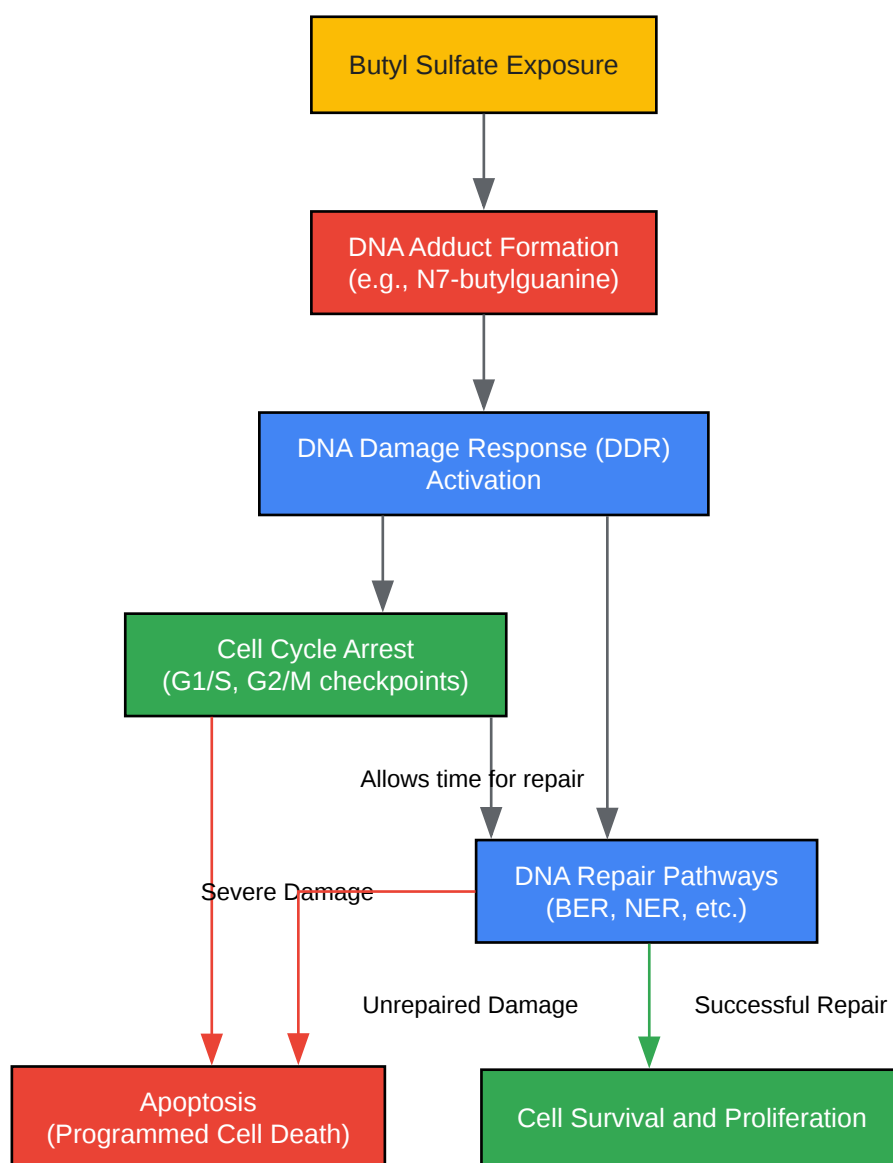 Butyl Sulfate Exposure
DNA Adduct Formation
(e.g., N7-butylguanine)
DNA Damage Response (DDR)
Activation
Cell Cycle Arrest
(G1/S, G2/M checkpoints)
Allows time for repair
DNA Repair Pathways
(BER, NER, etc.)
Severe Damage
Unrepaired Damage
Successful Repair
Apoptosis
(Programmed Cell Death)
Cell Survival and Proliferation